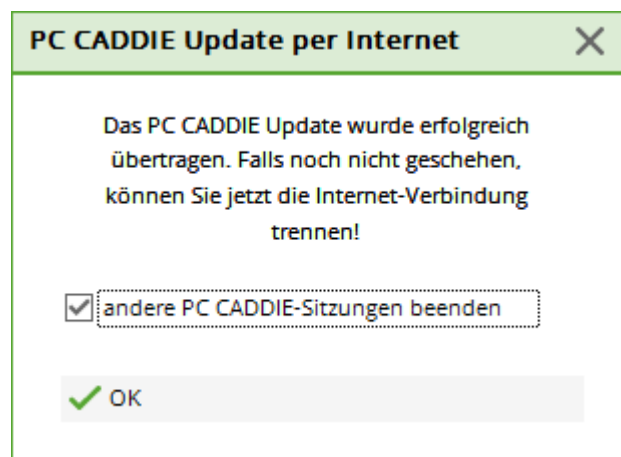 PC CADDIE Update per Internet
Das PC CADDIE Update wurde erfolgreich
übertragen. Falls noch nicht geschehen,
können Sie jetzt die Internet-Verbindung
trennen!
andere PC CADDIE-Sitzungen beenden
OK